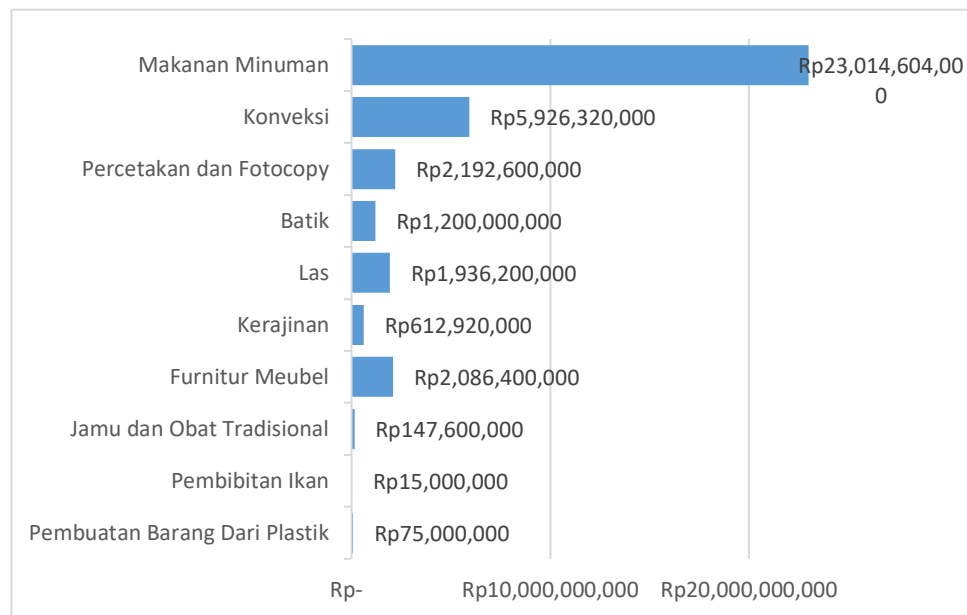 Makanan Minuman
Rp23,014,604,00
0
Konveksi
Rp5,926,320,000
Percetakan dan Fotocopy
Rp2,192,600,000
Batik
Rp1,200,000,000
Las
Rp1,936,200,000
Kerajinan
Rp612,920,000
Furnitur Meubel
Rp2,086,400,000
Jamu dan Obat Tradisional
Rp147,600,000
Pembibitan Ikan
Rp15,000,000
Pembuatan Barang Dari Plastik
Rp75,000,000
Rp-
Rp10,000,000,000
Rp20,000,000,000